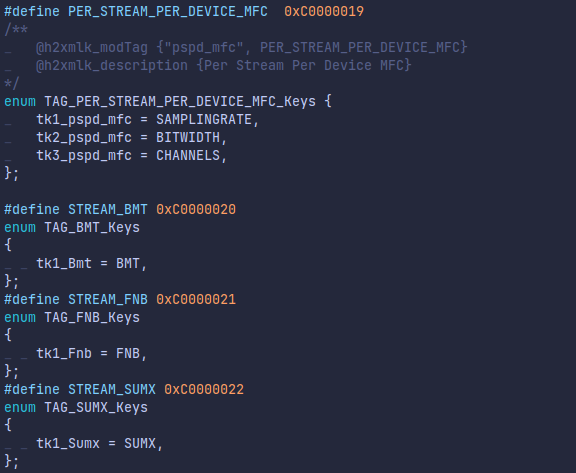 #define PER_STREAM_PER_DEVICE_MFC  0xC0000019
/**
_   @h2xmlk_modTag {"pspd_mfc", PER_STREAM_PER_DEVICE_MFC}
_   @h2xmlk_description {Per Stream Per Device MFC}
*/
enum TAG_PER_STREAM_PER_DEVICE_MFC_Keys {
_   tk1_pspd_mfc = SAMPLINGRATE,
_   tk2_pspd_mfc = BITWIDTH,
_   tk3_pspd_mfc = CHANNELS,
};

#define STREAM_BMT 0xC0000020
enum TAG_BMT_Keys
{
_ _ tk1_Bmt = BMT,
};
#define STREAM_FNB 0xC0000021
enum TAG_FNB_Keys
{
_ _ tk1_Fnb = FNB,
};
#define STREAM_SUMX 0xC0000022
enum TAG_SUMX_Keys
{
_ _ tk1_Sumx = SUMX,
};